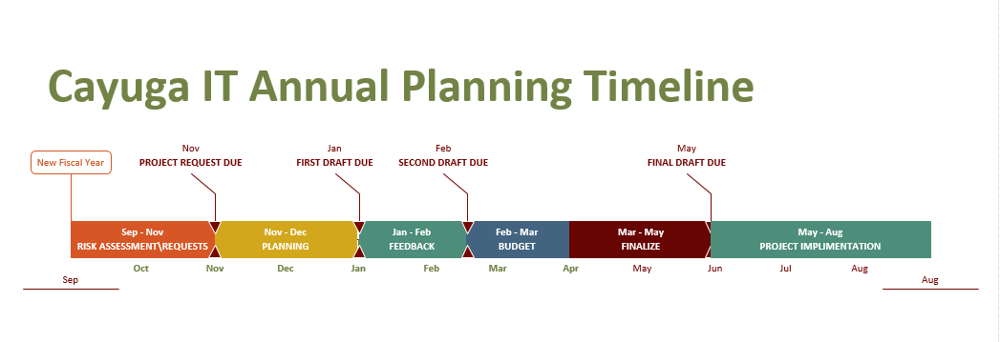 Cayuga IT Annual Planning Timeline
New Fiscal Year
Nov
PROJECT REQUEST DUE
Jan
FIRST DRAFT DUE
Feb
SECOND DRAFT DUE
May
FINAL DRAFT DUE
Sep - Nov
RISK ASSESSMENT\REQUESTS
Nov - Dec
PLANNING
Jan - Feb
FEEDBACK
Feb - Mar
BUDGET
Mar - May
FINALIZE
May - Aug
PROJECT IMPLIMENTATION
Oct Nov Dec Jan Feb Mar Apr May Jun Jul Aug
Sep Aug